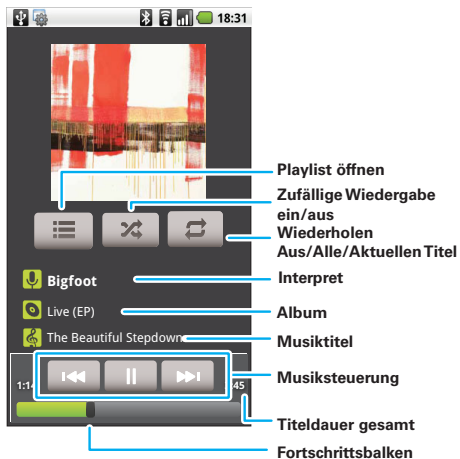 18:31
Playlist öffnen
Zufällige Wiedergabe
ein/aus
Wiederholen
Aus/Alle/Aktuellen Titel
Bigfoot
Interpret
Live (EP)
Album
The Beautiful Stepdown
Musiktitel
Musiksteuerung
1:14
45
Titeldauer gesamt
Fortschrittsbalken